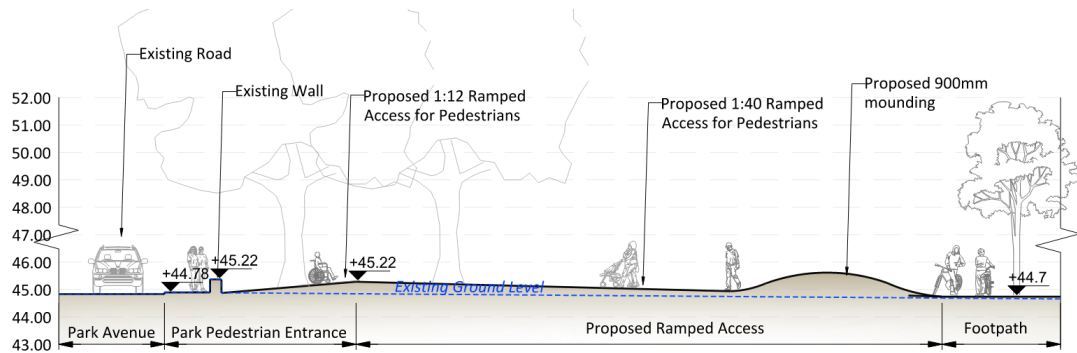 Existing Road
Existing Wall
Proposed 1:12 Ramped
Access for Pedestrians
Proposed 1:40 Ramped
Access for Pedestrians
Proposed 900mm
mounding
52.00
51.00
50.00
49.00
48.00
47.00
46.00
45.00
44.00
43.00
+44.78
+45.22
+45.22
+44.7
Existing Ground Level
Park Avenue
Park Pedestrian Entrance
Proposed Ramped Access
Footpath